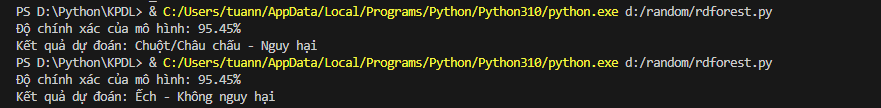 PS D:\Python\KPDL> & C:/Users/tuann/AppData/Local/Programs/Python/Python310/python.exe d:/random/rdforest.py
Độ chính xác của mô hình: 95.45%
Kết quả dự đoán: Chuột/Châu chấu - Nguy hại
PS D:\Python\KPDL> & C:/Users/tuann/AppData/Local/Programs/Python/Python310/python.exe d:/random/rdforest.py
Độ chính xác của mô hình: 95.45%
Kết quả dự đoán: Ếch - Không nguy hại